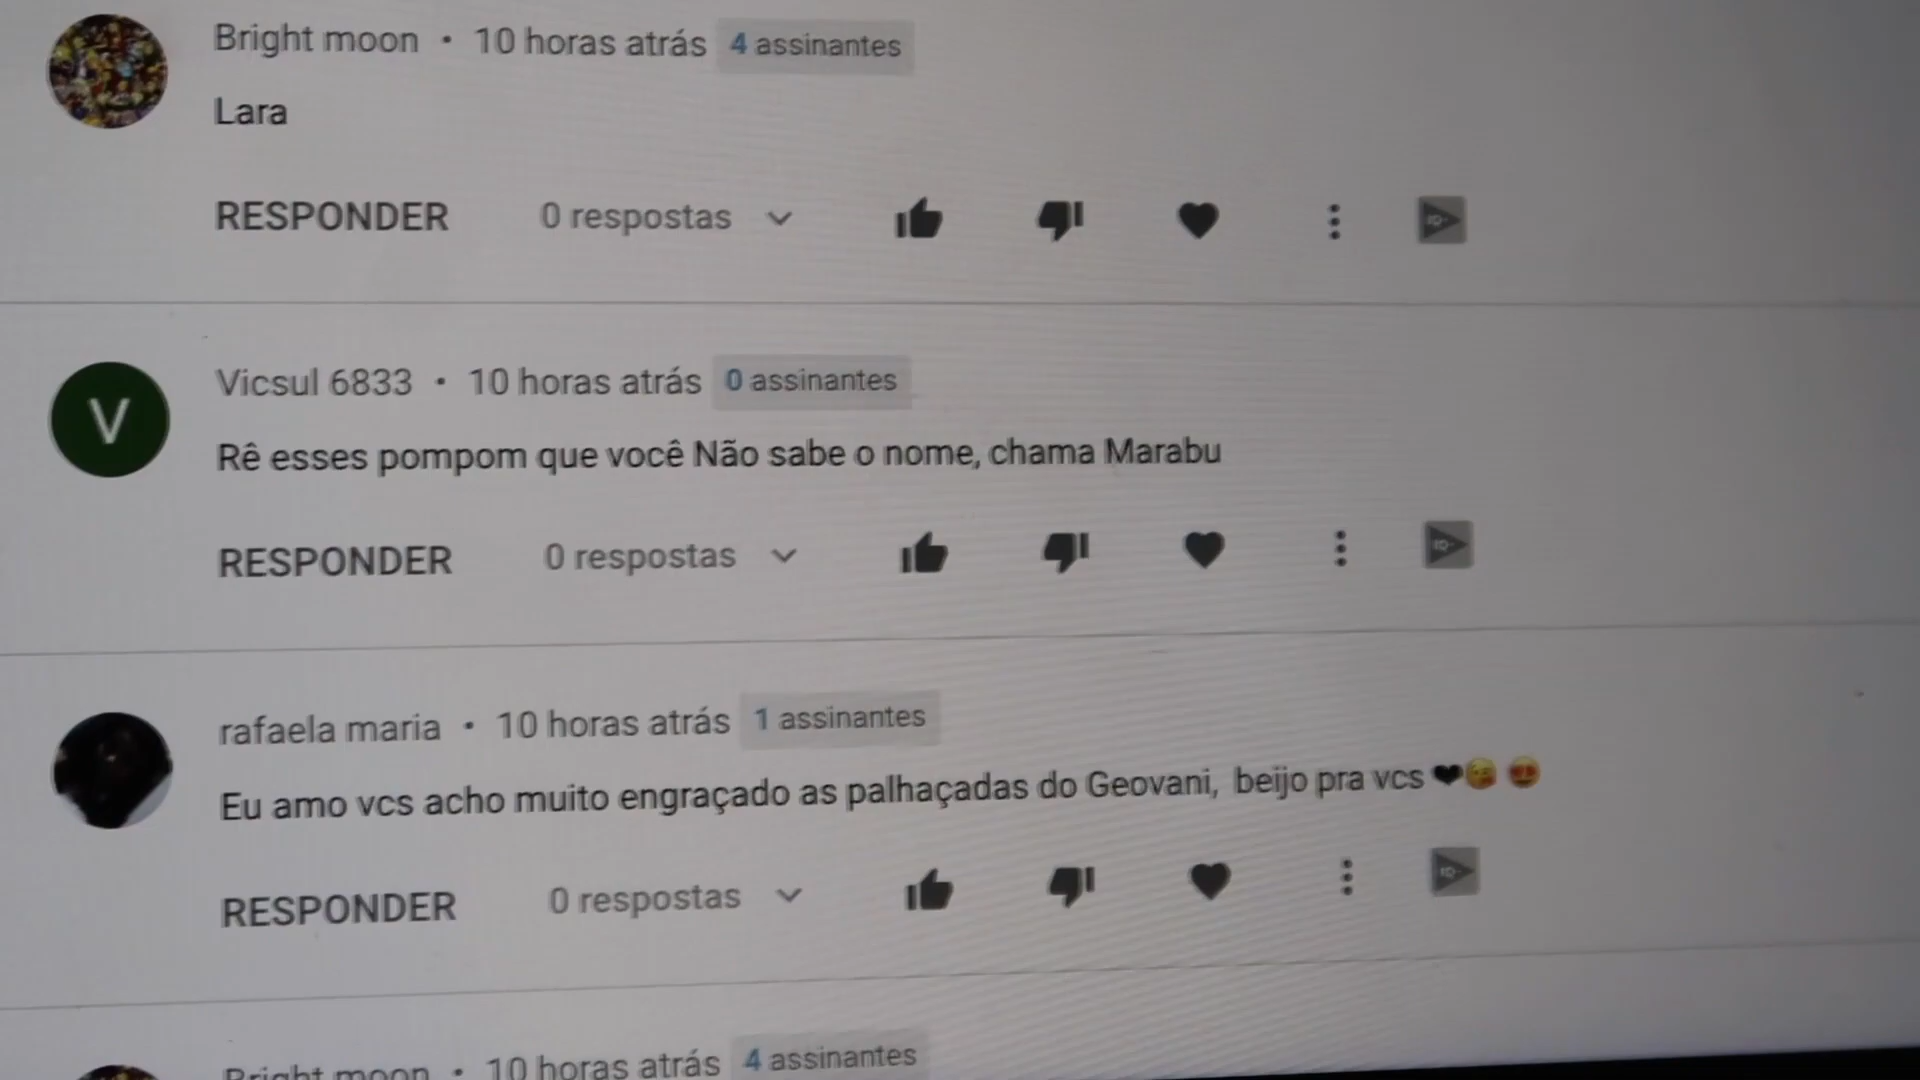 Bright moon • 10 horas atrás 4 assinantes
Lara
RESPONDER 0 respostas
V
Vicsul 6833 • 10 horas atrás 0 assinantes
Rê esses pompom que você Não sabe o nome, chama Marabu
RESPONDER 0 respostas
rafaela maria • 10 horas atrás 1 assinantes
Eu amo vcs acho muito engraçado as palhaçadas do Geovani, beijo pra vcs ❤😘😍
RESPONDER 0 respostas
Bright moon • 10 horas atrás 4 assinantes